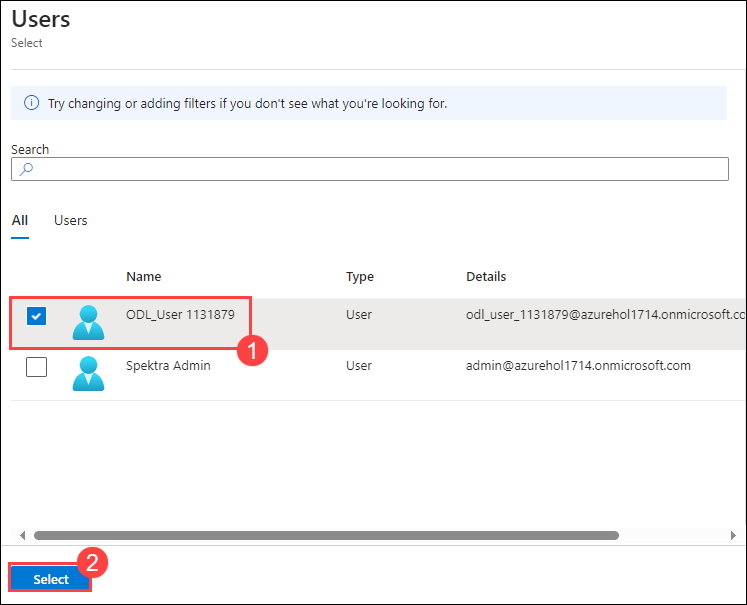 Users
Select
Try changing or adding filters if you don't see what you're looking for.
Search
All Users
Name Type Details
ODL_User 1131879 User odl_user_1131879@azurehol1714.onmicrosoft.co
1
Spektra Admin User admin@azurehol1714.onmicrosoft.com
2
Select